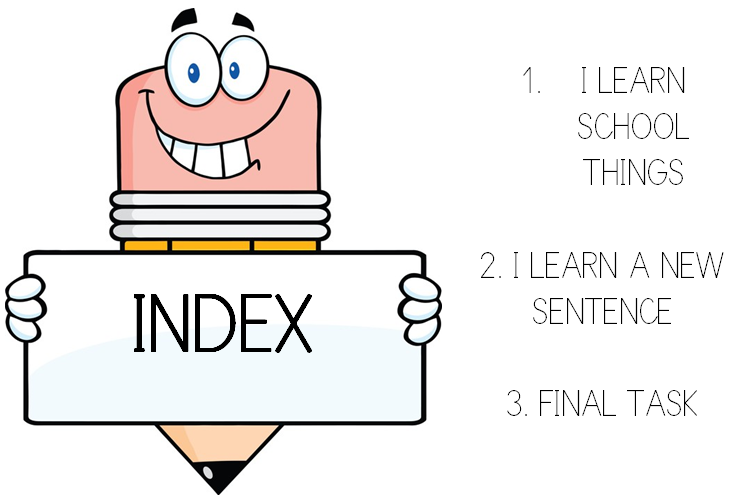 INDEX
1. I LEARN
SCHOOL
THINGS
2. I LEARN A NEW
SENTENCE
3. FINAL TASK